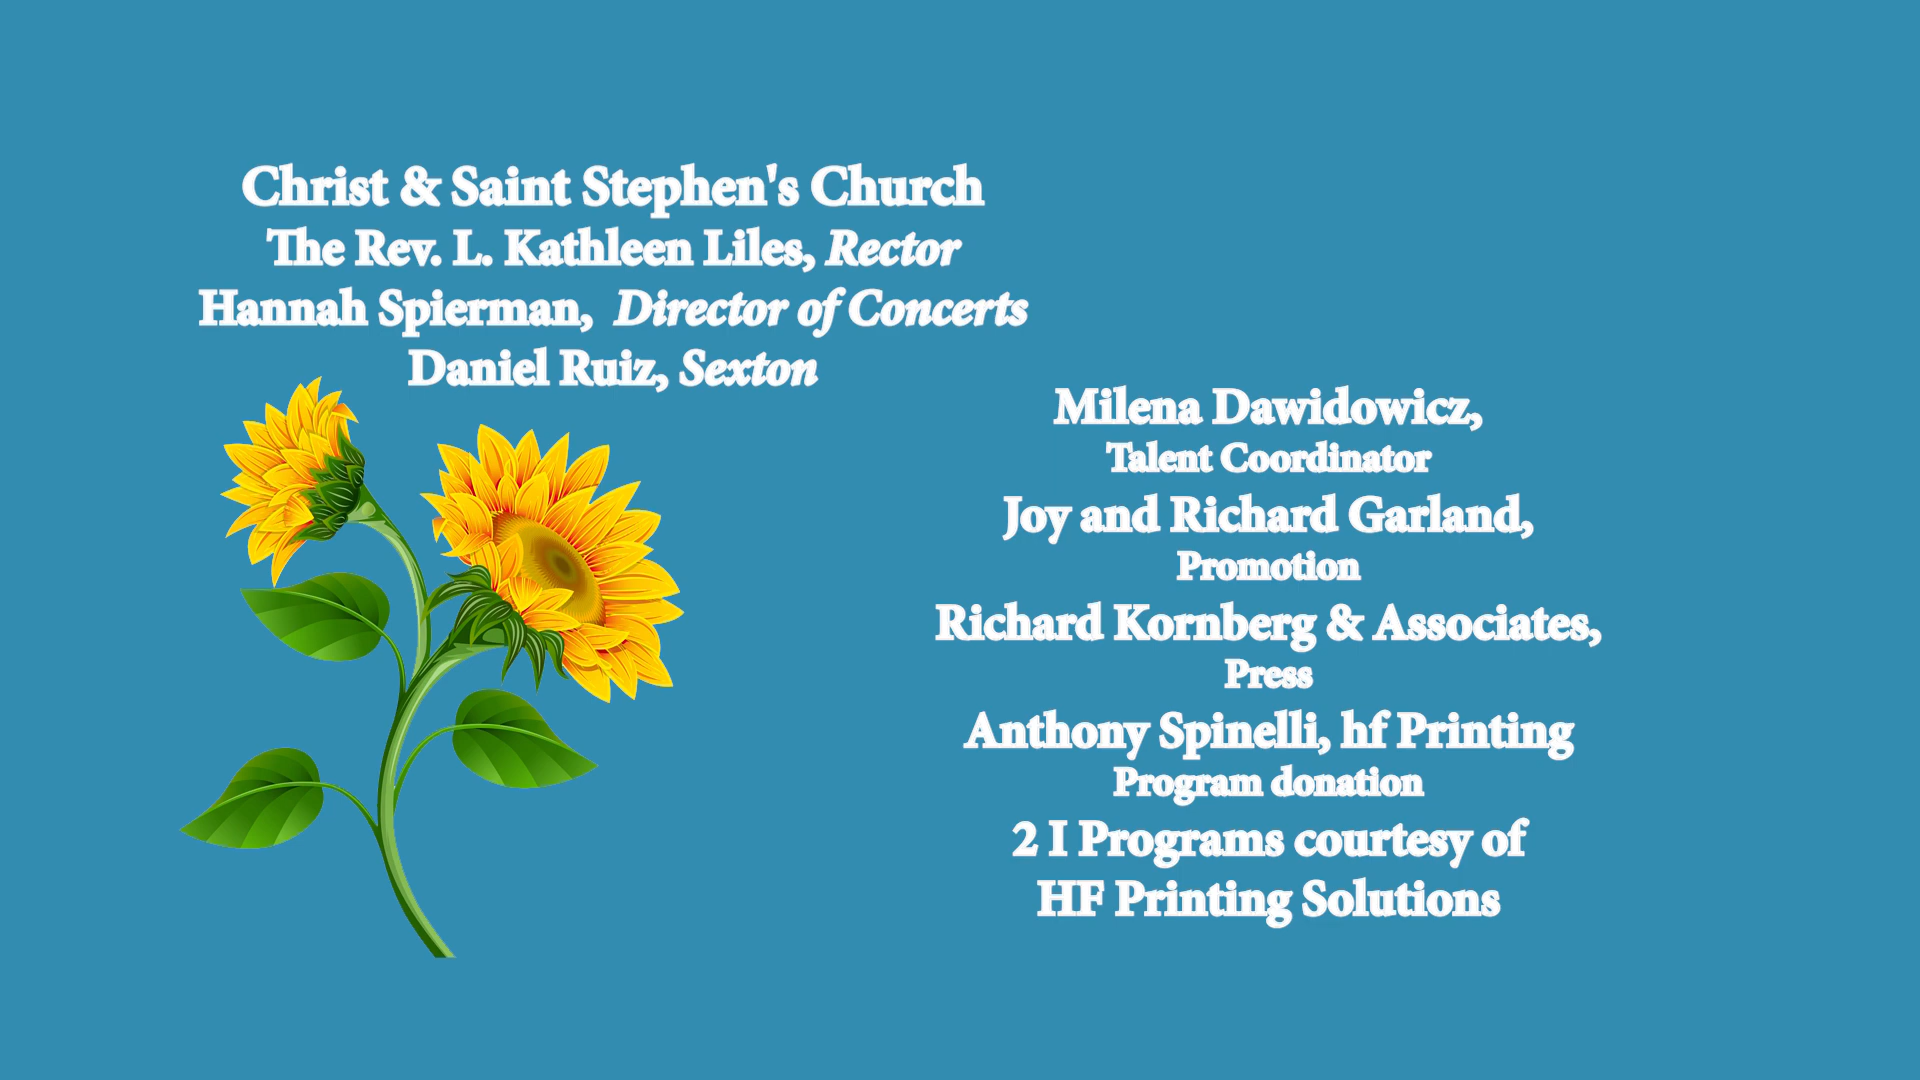 Christ & Saint Stephen's Church
The Rev. L. Kathleen Liles, Rector
Hannah Spierman, Director of Concerts
Daniel Ruiz, Sexton
Milena Dawidowicz,
Talent Coordinator
Joy and Richard Garland,
Promotion
Richard Kornberg & Associates,
Press
Anthony Spinelli, hf Printing
Program donation
2 I Programs courtesy of
HF Printing Solutions